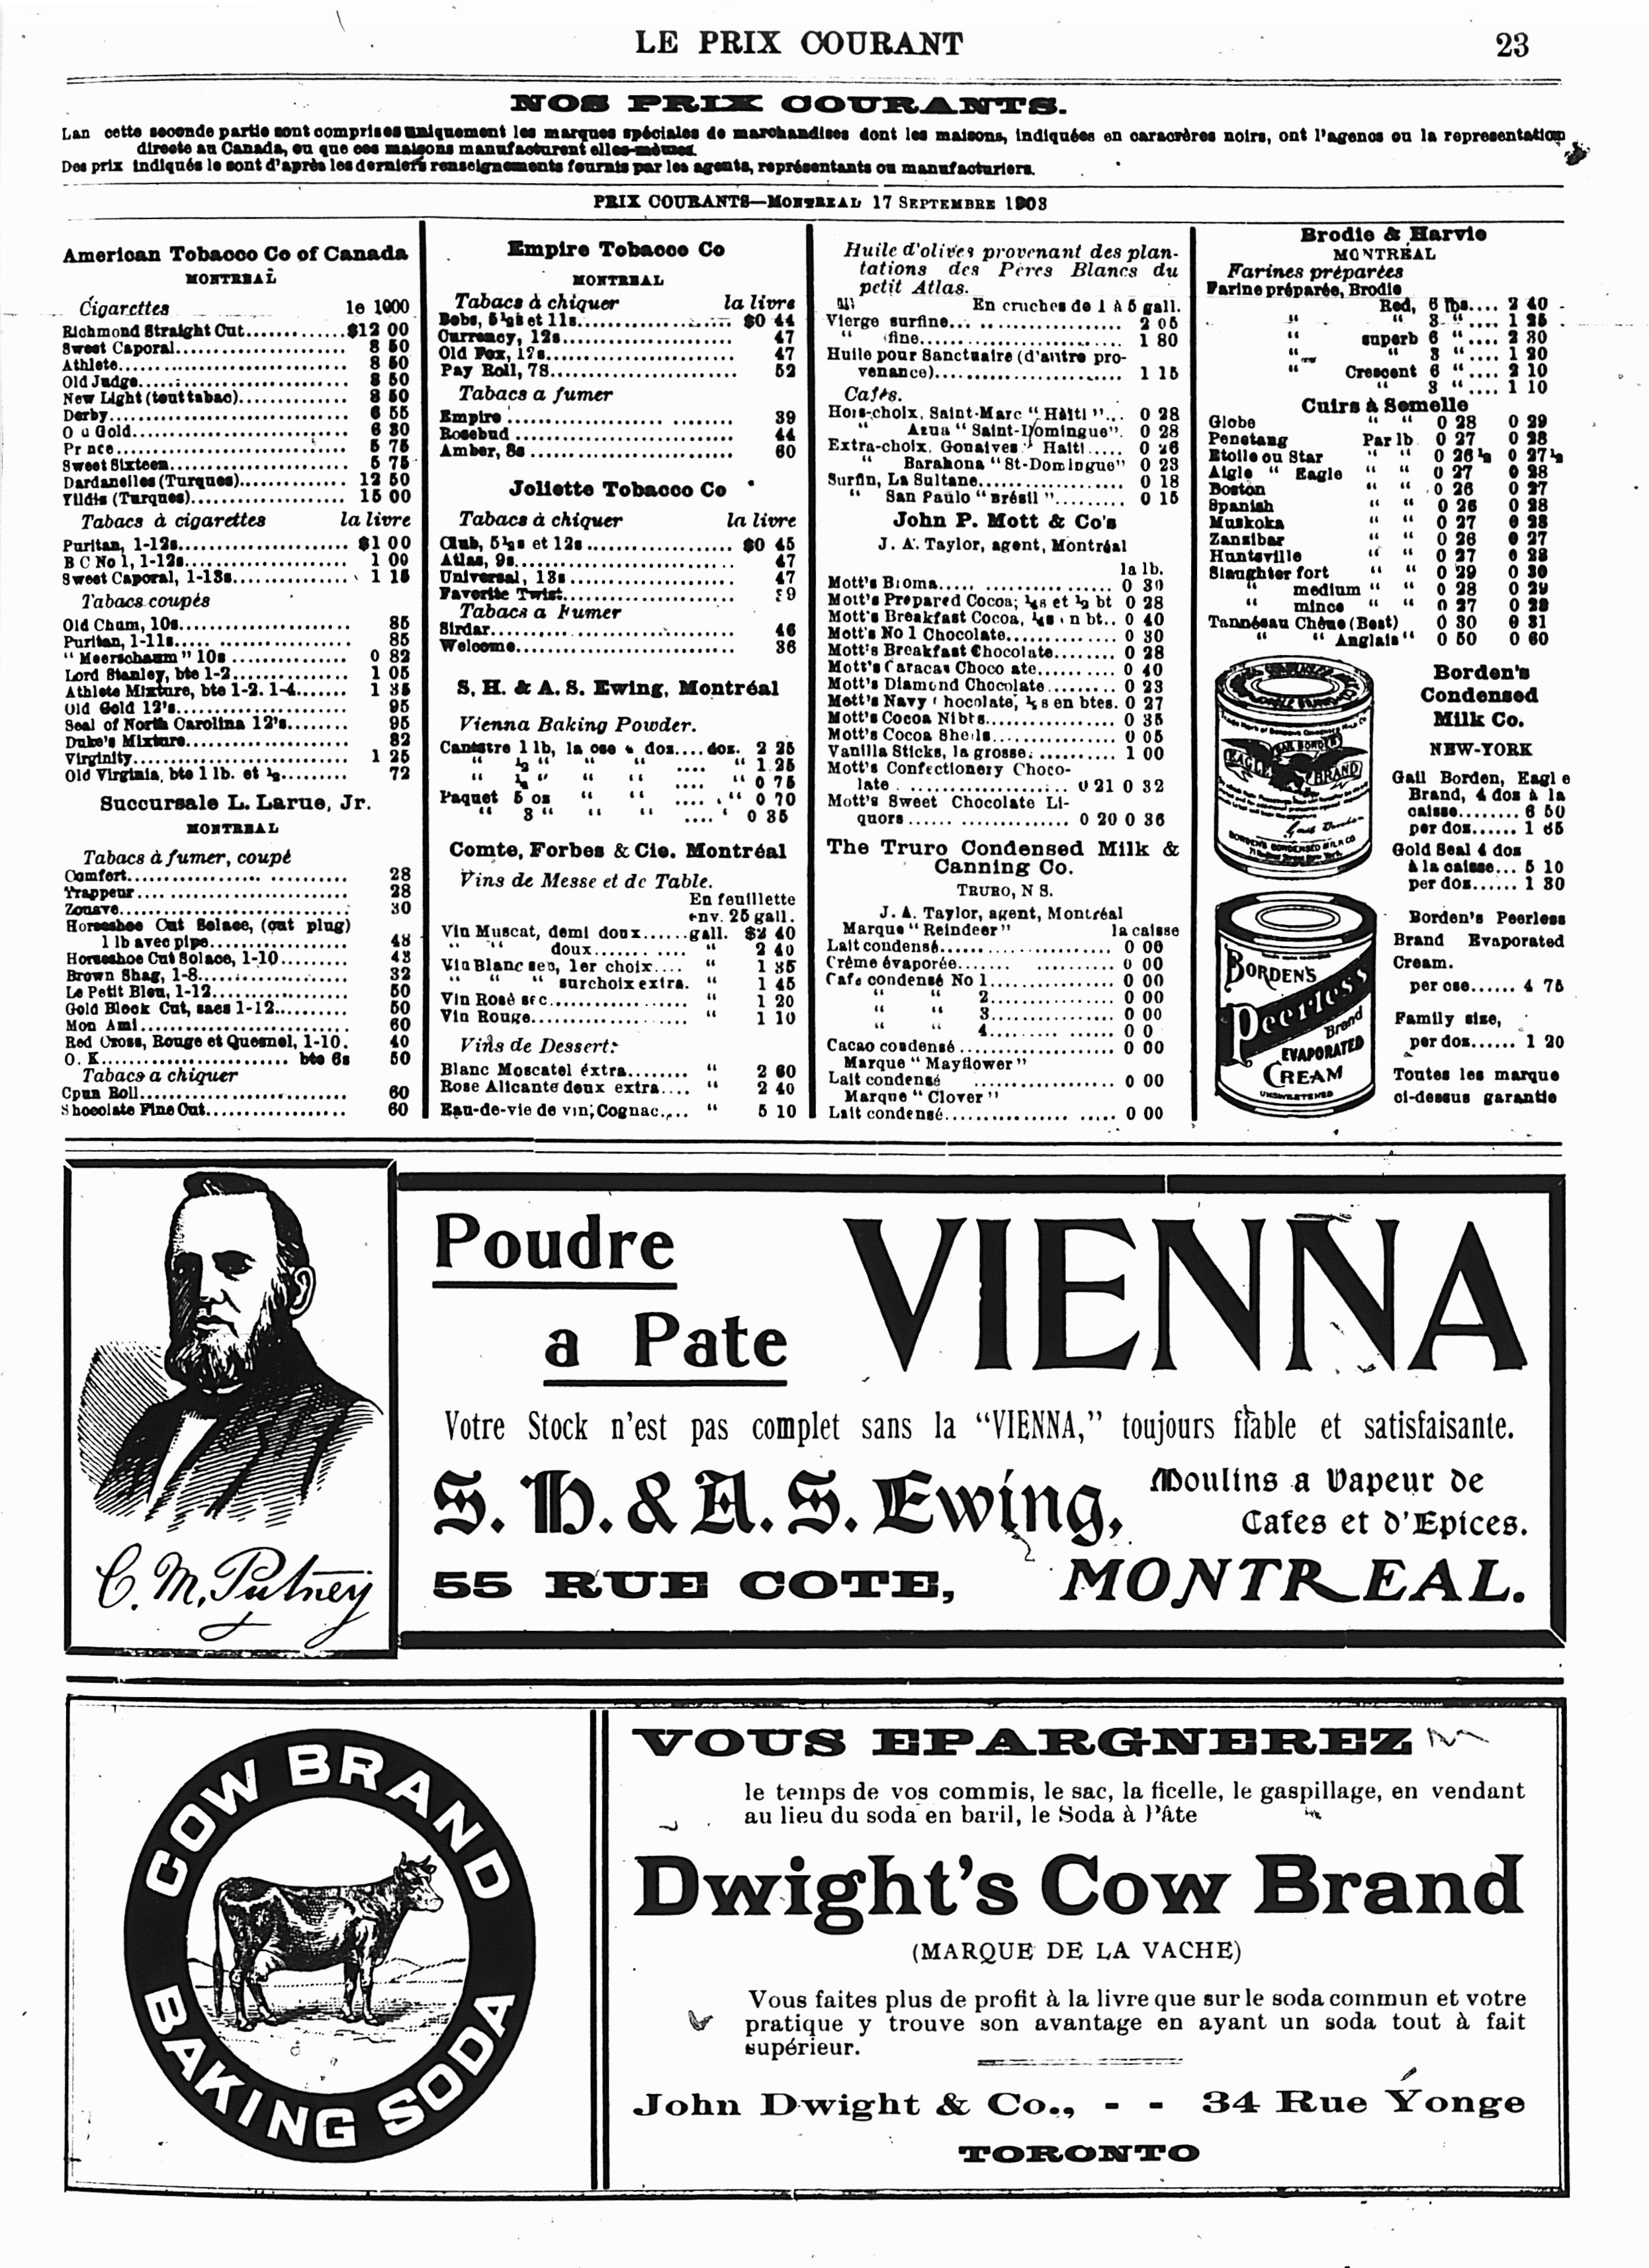 LE PRIX COURANT
23
NOS PRIX COURANTS.
Lan cette seconde partie sont comprises uniquement les marques spéciales de marchandises dont les maisons, indiquées en caracrères noirs, ont l'agence ou la representation
directe au Canada, ou que ces maisons manufacturent elles-mêmes.
Des prix indiqués le sont d'après les derniers renseignements fournis par les agents, représentants ou manufacturiers.
PRIX COURANTS—MONTREAL 17 SEPTEMBRE 1903
American Tobacco Co of Canada
MONTREAL
Cigarettes le 1000
Richmond Straight Cut........... $12 00
Sweet Caporal........... 8 50
Athlete........... 8 50
Old Judge........... 8 50
New Light (tout tabac)........... 8 50
Derby........... 6 55
O d Gold........... 6 30
Pr nce........... 5 75
Sweet Sixteen........... 5 75
Dardanelles (Turques)........... 12 50
Yildis (Turques)........... 15 00
Tabacs à cigarettes la livre
Puritan, 1-12s........... $1 00
B C No 1, 1-12s........... 1 00
Sweet Caporal, 1-13s........... 1 15
Tabacs coupés
Old Chum, 10s........... 85
Puritan, 1-11s........... 85
"Meerschaum" 10s........... 0 82
Lord Stanley, bte 1-2........... 1 05
Athlete Mixture, bte 1-2. 1-4....... 1 35
Old Gold 12's........... 95
Seal of North Carolina 12's........ 95
Duke's Mixture........... 82
Virginity........... 1 25
Old Virginia, bte 1 lb. et ½......... 72
Succursale L. Larue, Jr.
MONTREAL
Tabacs à fumer, coupé
Comfort........... 28
Trappeur........... 28
Zouave........... 30
Horseshoe Cut Solace, (cut plug)
1 lb avec pipe........... 48
Horseshoe Cut Solace, 1-10......... 48
Brown Shag, 1-8........... 32
Le Petit Bleu, 1-12........... 50
Gold Block Cut, sacs 1-12........... 50
Mon Ami........... 60
Red Cross, Rouge et Quesnel, 1-10. 40
O. K........... bte 6s 50
Tabacs a chiquer
Cpun Roll........... 60
Shocolate Fine Cut........... 60
Empire Tobacco Co
MONTREAL
Tabacs à chiquer la livre
Bobs, 5½s et 11s........... $0 44
Currency, 12s........... 47
Old Fox, 12s........... 47
Pay Roll, 78........... 52
Tabacs a fumer
Empire........... 39
Rosebud........... 44
Amber, 8s........... 60
Joliette Tobacco Co
Tabacs à chiquer la livre
Club, 5½s et 12s........... $0 45
Atlas, 9s........... 47
Universal, 13s........... 47
Favorite Twist...........
Tabacs a Fumer
Sirdar........... 46
Welcome........... 36
S. H. & A. S. Ewing, Montréal
Vienna Baking Powder.
Canistre 1 lb, la cse 4 doz....doz. 2 25
" ½ " " " .... " 1 25
" ¼ " " " .... " 0 75
Paquet 5 oz " " .... " 0 70
" 3 " " " .... " 0 35
Comte, Forbes & Cie. Montréal
Vins de Messe et de Table.
En feuillette
env. 25 gall.
Vin Muscat, demi doux......gall. $2 40
" " doux........... " 2 40
Vin Blanc sec, 1er choix.... " 1 35
" " " surchoix extra. " 1 45
Vin Rosè sec........... " 1 20
Vin Rouge........... " 1 10
Vins de Dessert:
Blanc Moscatel éxtra........ " 2 60
Rose Alicante doux extra.... " 2 40
Eau-de-vie de vin, Cognac..... " 5 10
Huile d'olives provenant des plan-
tations des Peres Blancs du
petit Atlas.
En cruches de 1 à 5 gall.
Vierge surfine........... 2 05
" fine........... 1 80
Huile pour Sanctuaire (d'autre pro-
venance)........... 1 15
Cafés.
Hors-choix, Saint-Marc "Haïti".... 0 28
" Azua "Saint-Domingue". 0 28
Extra-choix, Gonaives "Haiti..... 0 26
" Barahona "St-Domingue" 0 23
Surfin, La Sultane........... 0 18
" San Paulo "Brésil"......... 0 15
John P. Mott & Co's
J. A. Taylor, agent, Montréal
la lb.
Mott's Broma........... 0 30
Mott's Prepared Cocoa; ¼s et ½ bt 0 28
Mott's Breakfast Cocoa, ¼s n bt.. 0 40
Mott's No 1 Chocolate........... 0 30
Mott's Breakfast Chocolate........ 0 28
Mott's Caracas Choco ate........ 0 40
Mott's Diamond Chocolate......... 0 23
Mott's Navy hocolate, ¼s en btes. 0 27
Mott's Cocoa Nibts........... 0 35
Mott's Cocoa Shells........... 0 05
Vanilla Sticks, la grosse........... 1 00
Mott's Confectionery Choco-
late........... 0 21 0 32
Mott's Sweet Chocolate Li-
quors........... 0 20 0 36
The Truro Condensed Milk &
Canning Co.
TRURO, N S.
J. A. Taylor, agent, Montréal
Marque "Reindeer" la caisse
Lait condensé........... 0 00
Crème évaporée........... 0 00
Cafe condensé No 1........... 0 00
" " 2........... 0 00
" " 3........... 0 00
" " 4........... 0 0
Cacao condensé........... 0 00
Marque "Mayflower"
Lait condensé ........... 0 00
Marque "Clover"
Lait condensé........... 0 00
Brodie & Harvie
MONTREAL
Farines préparées
Farine préparée, Brodie
Red, 6 lbs.... 2 40
" " 3 " .... 1 25
" superb 6 " .... 2 30
" " 3 " .... 1 20
" Crescent 6 " .... 2 10
" 3 " .... 1 10
Cuirs à Semelle
Globe " " 0 28 0 29
Penetang Par lb 0 27 0 28
Etoile ou Star " " 0 26½ 0 27½
Aigle " Eagle " " 0 27 0 28
Boston " " 0 26 0 27
Spanish " " 0 26 0 28
Muskoka " " 0 27 0 28
Zanzibar " " 0 26 0 27
Huntsville " " 0 27 0 28
Slaughter fort " " 0 29 0 30
" medium " " 0 28 0 29
" mince " " 0 27 0 28
Tannéeau Chêne (Best) 0 30 0 31
" " Anglais " 0 50 0 60
EAGLE BRAND
Borden's
Condensed
Milk Co.
NEW-YORK
Gail Borden, Eagl e
Brand, 4 doz à la
caisse........ 6 50
per doz...... 1 65
Gold Seal 4 doz
à la caisse... 5 10
per doz...... 1 30
BORDEN'S
Peerless
Brand
EVAPORATED
CREAM
UNSWEETENED
Borden's Peerless
Brand Evaporated
Cream.
per cse...... 4 75
Family size,
per doz...... 1 20
Toutes les marque
ci-dessus garantie
C. M. Putney
Poudre
a Pate
VIENNA
Votre Stock n'est pas complet sans la "VIENNA," toujours fiable et satisfaisante.
S. H. & A. S. Ewing,
Moulins a Vapeur de
Cafes et d'Epices.
55 RUE COTE, MONTREAL.
COW BRAND
BAKING SODA
VOUS EPARGNEREZ
le temps de vos commis, le sac, la ficelle, le gaspillage, en vendant
au lieu du soda en baril, le Soda à Pâte
Dwight's Cow Brand
(MARQUE DE LA VACHE)
Vous faites plus de profit à la livre que sur le soda commun et votre
pratique y trouve son avantage en ayant un soda tout à fait
supérieur.
John Dwight & Co., - - 34 Rue Yonge
TORONTO